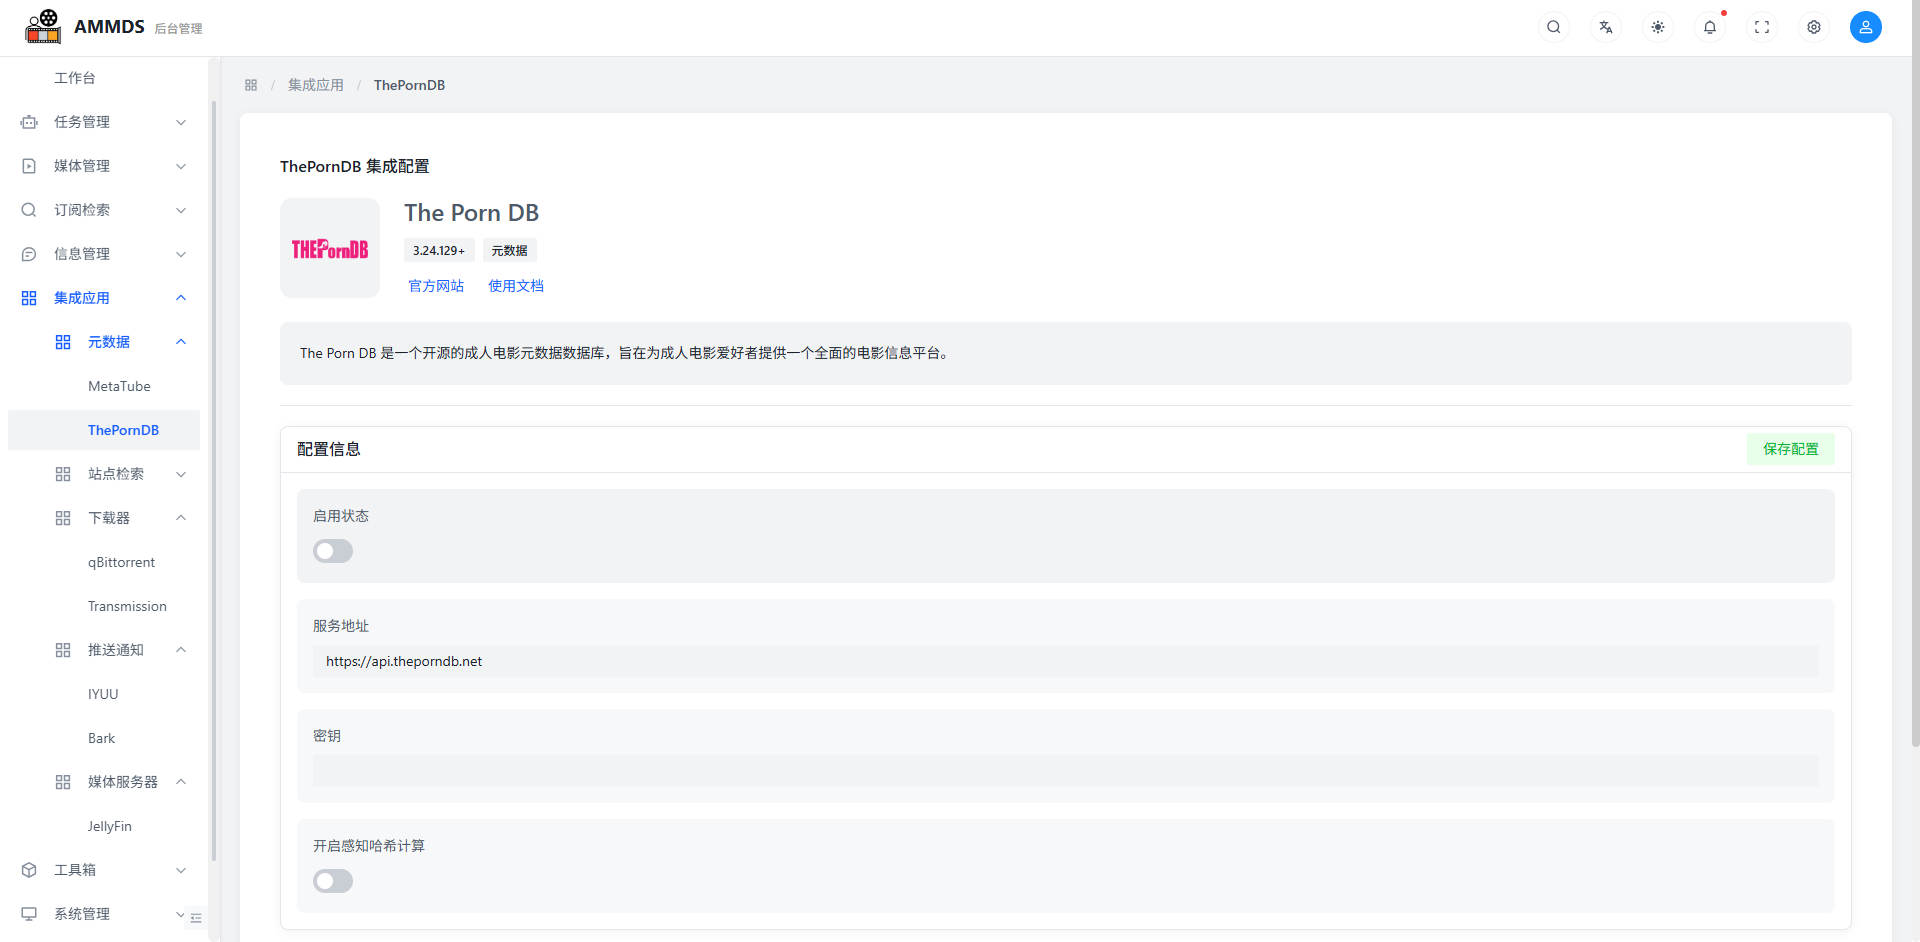 AMMDS 后台管理
工作台
任务管理
媒体管理
订阅检索
信息管理
集成应用
元数据
MetaTube
ThePornDB
站点检索
下载器
qBittorrent
Transmission
推送通知
IYUU
Bark
媒体服务器
JellyFin
工具箱
系统管理
/ 集成应用 / ThePornDB
ThePornDB 集成配置
THEPornDB
The Porn DB
3.24.129+ 元数据
官方网站 使用文档
The Porn DB 是一个开源的成人电影元数据数据库，旨在为成人电影爱好者提供一个全面的电影信息平台。
配置信息 保存配置
启用状态
服务地址
https://api.theporndb.net
密钥
开启感知哈希计算